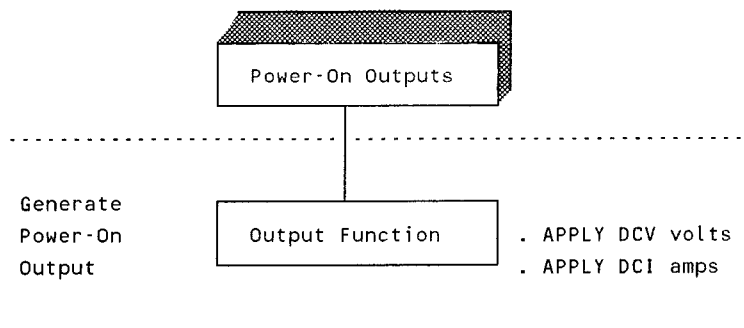 Power-On Outputs
Generate
Power-On
Output
Output Function
. APPLY DCV volts
. APPLY DCI amps